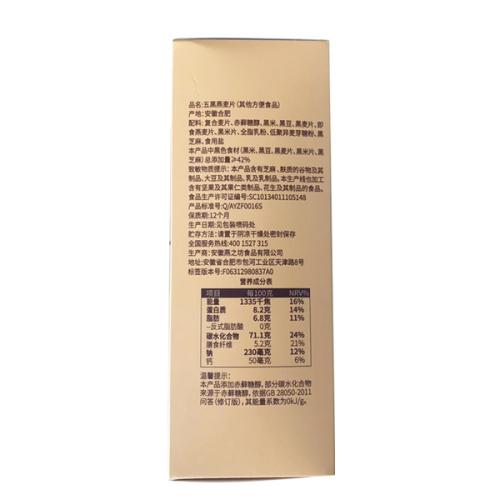 品名:五黑燕麦片(其他方便食品)
产地:安徽合肥
配料:复合麦片、赤藓糖醇、黑米、黑豆、黑麦片、即
食燕麦片、黑米片、全脂乳粉、低聚异麦芽糖粉、黑
芝麻、食用盐
本产品中黑色食材(黑米、黑豆、黑麦片、黑米片、黑
芝麻)总添加量≥42%
致敏物质提示:本产品含有芝麻、麸质的谷物及其
制品、大豆及其制品、乳及乳制品。本生产线也加工
含有坚果及其果仁类制品、花生及其制品的食品。
食品生产许可证编号:SC10134011105148
产品标准号:Q/AYZF0016S
保质期:12个月
生产日期:见包装喷码处
贮存方法:请置于阴凉干燥处密封保存
全国服务热线:400 1527 315
生产商:安徽燕之坊食品有限公司
地址:安徽省合肥市包河工业区天津路8号
标签版本号:F06312980837A0
营养成分表
项目 每100克 NRV%
能量 1335千焦 16%
蛋白质 8.2克 14%
脂肪 6.8克 11%
–反式脂肪酸 0克
碳水化合物 71.1克 24%
膳食纤维 5.2克 21%
钠 230毫克 12%
钙 50毫克 6%
温馨提示:
本产品添加赤藓糖醇,部分碳水化合物
来源于赤藓糖醇,依据GB 28050-2011
问答(修订版),其能量系数为0kJ/g。